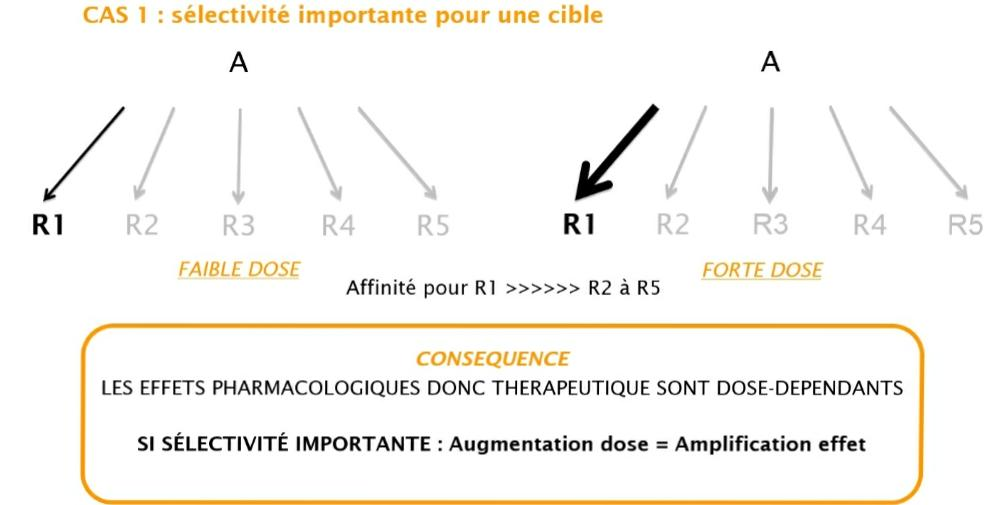 CAS 1 : sélectivité importante pour une cible
A
A
R1 R2 R3 R4 R5
R1 R2 R3 R4 R5
FAIBLE DOSE
FORTE DOSE
Affinité pour R1 >>>>>> R2 à R5
CONSEQUENCE
LES EFFETS PHARMACOLOGIQUES DONC THERAPEUTIQUE SONT DOSE-DEPENDANTS
SI SÉLECTIVITÉ IMPORTANTE : Augmentation dose = Amplification effet